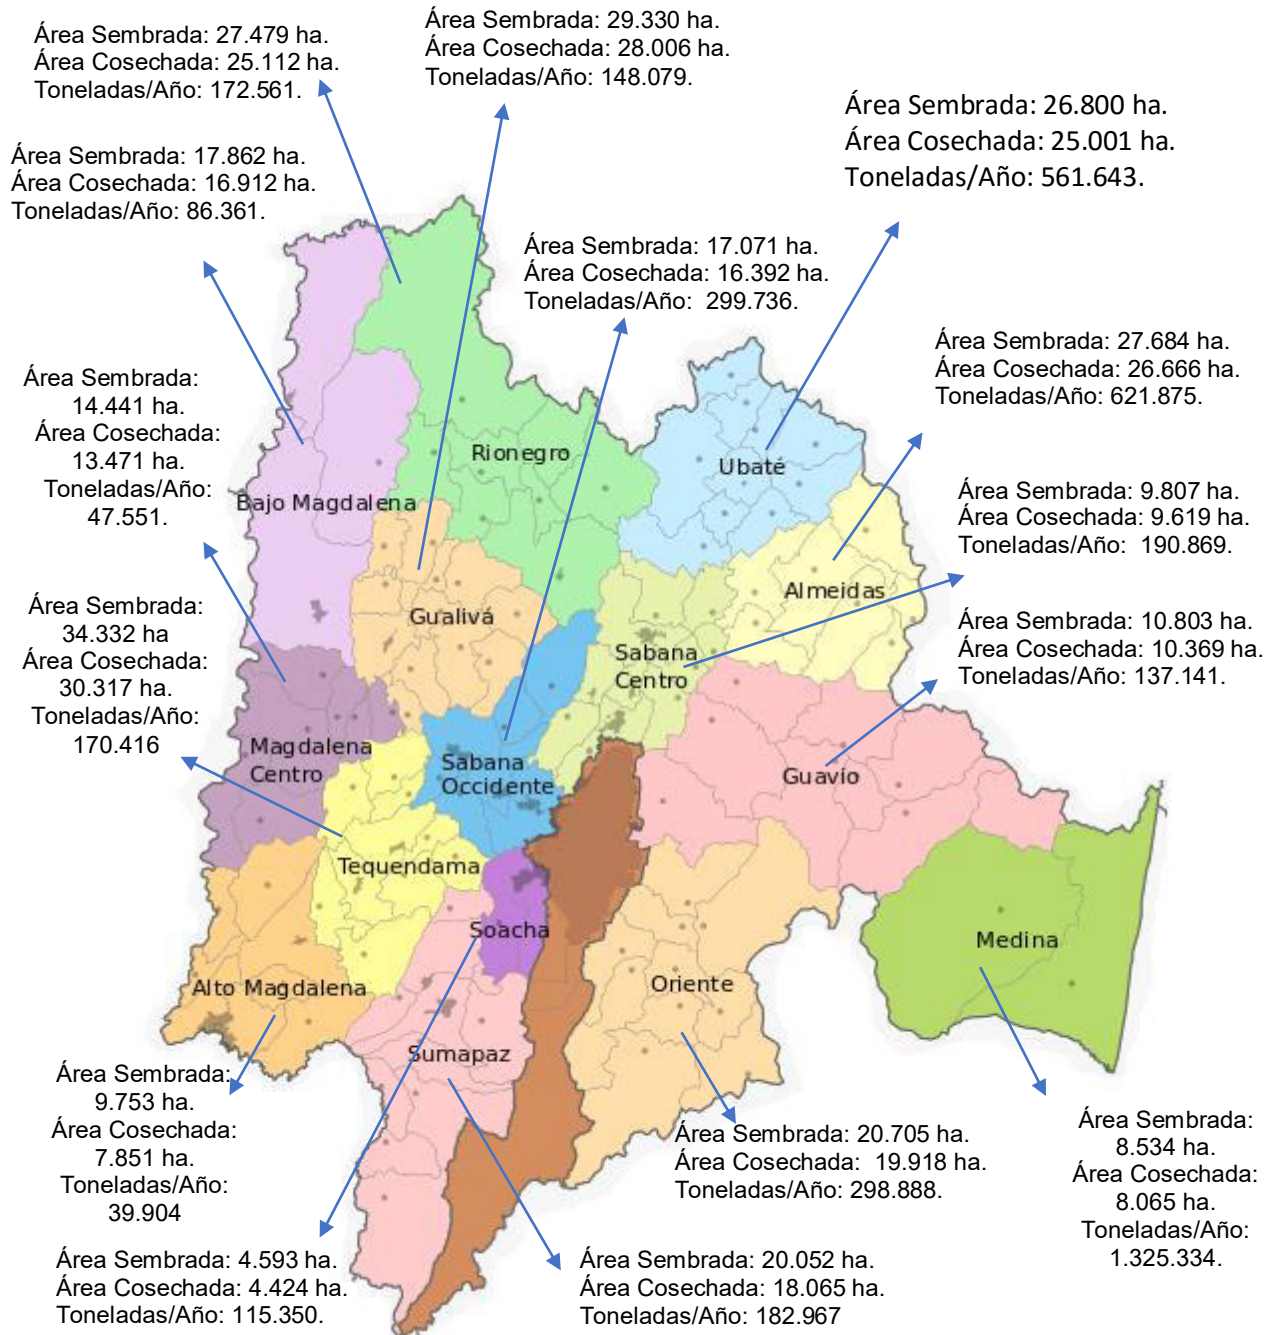 Área Sembrada: 27.479 ha.
Área Cosechada: 25.112 ha.
Toneladas/Año: 172.561.
Área Sembrada: 29.330 ha.
Área Cosechada: 28.006 ha.
Toneladas/Año: 148.079.
Área Sembrada: 26.800 ha.
Área Cosechada: 25.001 ha.
Toneladas/Año: 561.643.
Área Sembrada: 17.862 ha.
Área Cosechada: 16.912 ha.
Toneladas/Año: 86.361.
Área Sembrada: 17.071 ha.
Área Cosechada: 16.392 ha.
Toneladas/Año: 299.736.
Área Sembrada: 27.684 ha.
Área Cosechada: 26.666 ha.
Toneladas/Año: 621.875.
Área Sembrada:
14.441 ha.
Área Cosechada:
13.471 ha.
Toneladas/Año:
47.551.
Rionegro
Ubaté
Bajo Magdalena
Área Sembrada: 9.807 ha.
Área Cosechada: 9.619 ha.
Toneladas/Año: 190.869.
Almeidas
Gualivá
Área Sembrada:
34.332 ha
Área Cosechada:
30.317 ha.
Toneladas/Año:
170.416
Sabana
Centro
Área Sembrada: 10.803 ha.
Área Cosechada: 10.369 ha.
Toneladas/Año: 137.141.
Magdalena
Centro
Sabana
Occidente
Guavio
Tequendama
Soacha
Medina
Alto Magdalena
Oriente
Sumapaz
Área Sembrada:
9.753 ha.
Área Cosechada:
7.851 ha.
Toneladas/Año:
39.904
Área Sembrada: 20.705 ha.
Área Cosechada: 19.918 ha.
Toneladas/Año: 298.888.
Área Sembrada:
8.534 ha.
Área Cosechada:
8.065 ha.
Toneladas/Año:
1.325.334.
Área Sembrada: 4.593 ha.
Área Cosechada: 4.424 ha.
Toneladas/Año: 115.350.
Área Sembrada: 20.052 ha.
Área Cosechada: 18.065 ha.
Toneladas/Año: 182.967